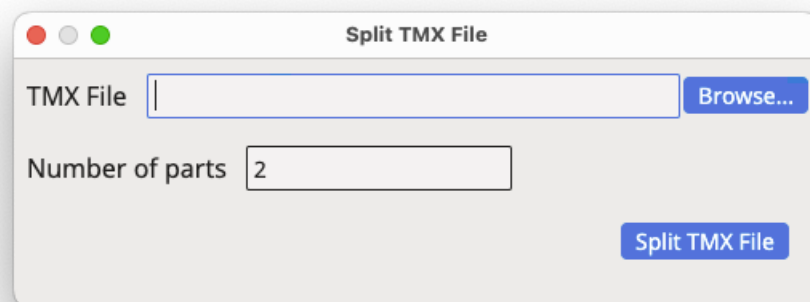 Split TMX File
TMX File Browse...
Number of parts 2
Split TMX File